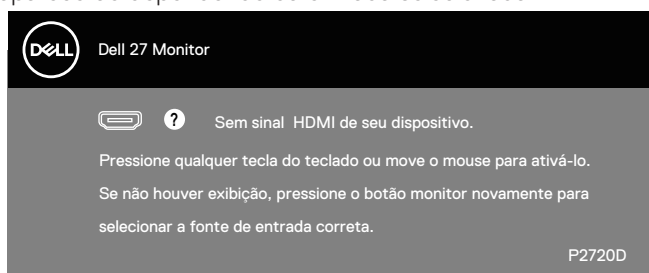 DELL
Dell 27 Monitor
? Sem sinal HDMI de seu dispositivo.
Pressione qualquer tecla do teclado ou move o mouse para ativá-lo.
Se não houver exibição, pressione o botão monitor novamente para
selecionar a fonte de entrada correta.
P2720D